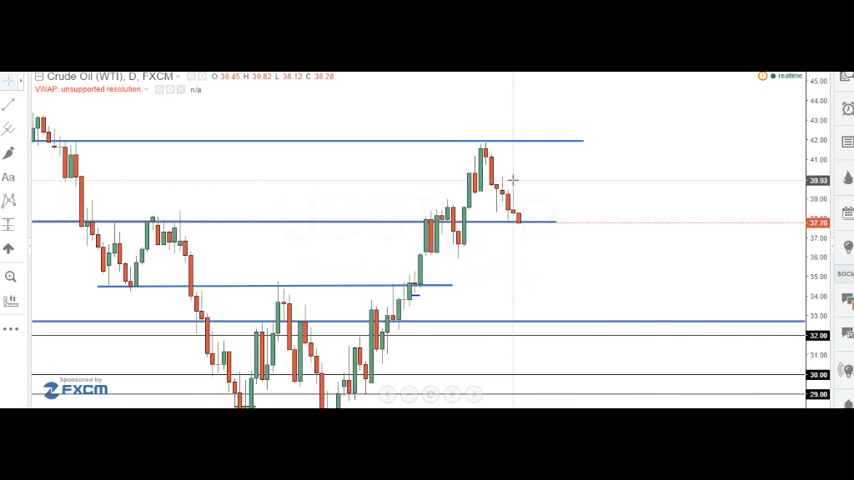 Crude Oil (WTI), D, FXCM O 38.45 H 39.82 L 38.12 C 38.28
realtime
VWAP: unsupported resolution n/a
45.00
44.00
43.00
42.00
41.00
39.93
39.00
37.76
37.00
36.00
35.00
34.00
33.00
32.00
31.00
30.00
29.00
Aa
SOCIAL
Sponsored by
FXCM